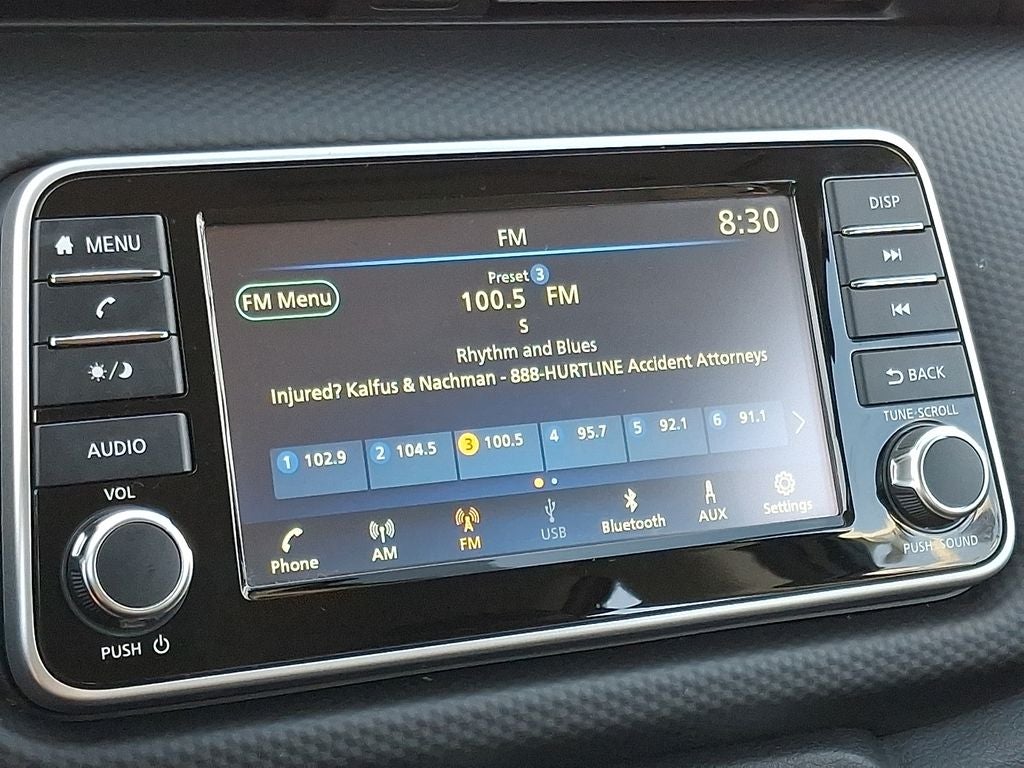 MENU
AUDIO
VOL
PUSH
FM
8:30
FM Menu
Preset 3
100.5 FM
S
Rhythm and Blues
Injured? Kalfus & Nachman - 888-HURTLINE Accident Attorneys
1 102.9 2 104.5 3 100.5 4 95.7 5 92.1 6 91.1
Phone AM FM USB Bluetooth AUX Settings
DISP
BACK
TUNE·SCROLL
PUSH·SOUND